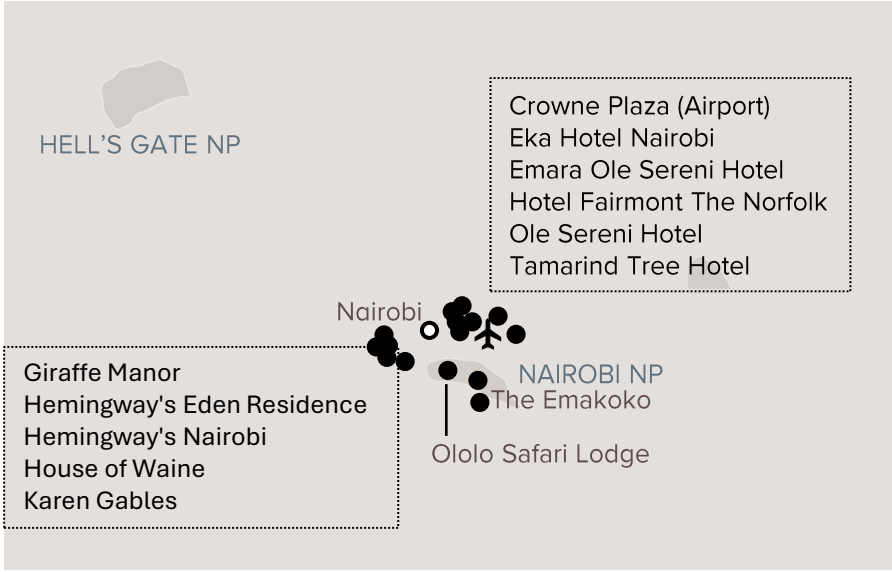 HELL'S GATE NP
Crowne Plaza (Airport)
Eka Hotel Nairobi
Emara Ole Sereni Hotel
Hotel Fairmont The Norfolk
Ole Sereni Hotel
Tamarind Tree Hotel
Nairobi
Giraffe Manor
Hemingway's Eden Residence
Hemingway's Nairobi
House of Waine
Karen Gables
NAIROBI NP
The Emakoko
Ololo Safari Lodge